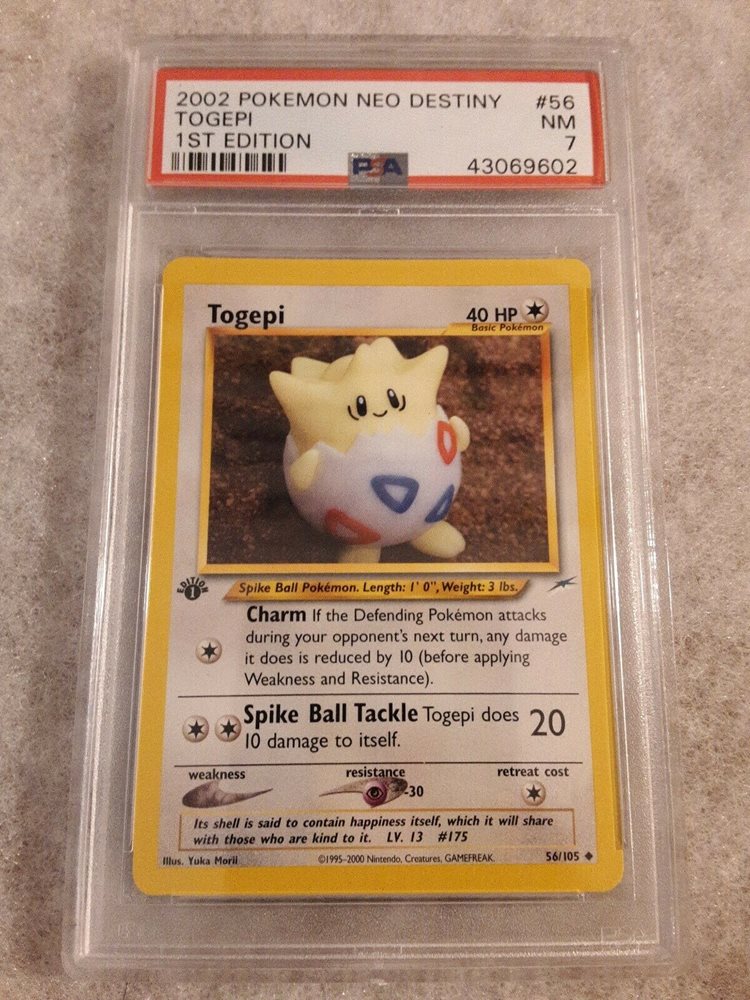 2002 POKEMON NEO DESTINY #56
TOGEPI NM
1ST EDITION 7
PSA 43069602
Togepi 40 HP
Basic Pokémon
EDITION
1
Spike Ball Pokémon. Length: 1' 0", Weight: 3 lbs.
Charm If the Defending Pokémon attacks
during your opponent's next turn, any damage
it does is reduced by 10 (before applying
Weakness and Resistance).
Spike Ball Tackle Togepi does 20
10 damage to itself.
weakness resistance retreat cost
-30
Its shell is said to contain happiness itself, which it will share
with those who are kind to it. LV. 13 #175
Illus. Yuka Morii ©1995-2000 Nintendo, Creatures, GAMEFREAK. 56/105